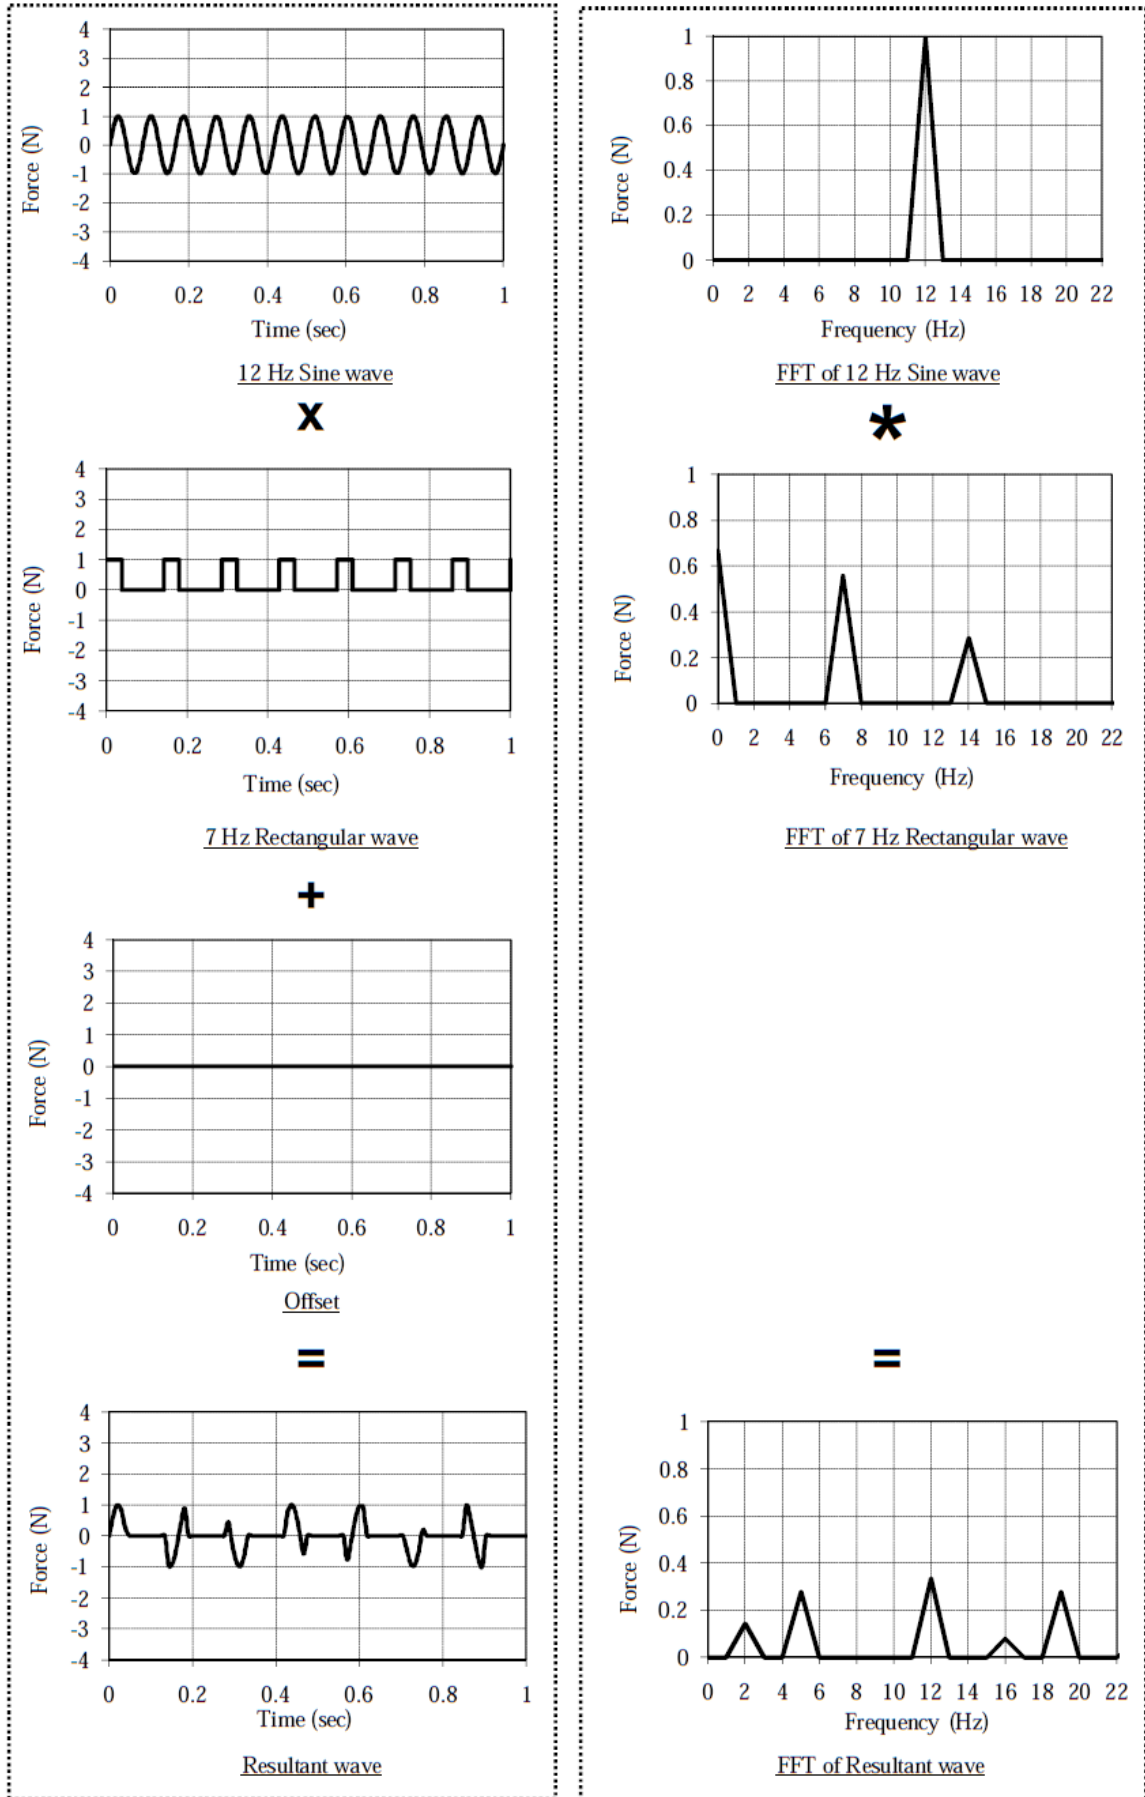 4
3
2
1
0
-1
-2
-3
-4
Force (N)
0 0.2 0.4 0.6 0.8 1
Time (sec)
12 Hz Sine wave
x
4
3
2
1
0
-1
-2
-3
-4
Force (N)
0 0.2 0.4 0.6 0.8 1
Time (sec)
7 Hz Rectangular wave
+
4
3
2
1
0
-1
-2
-3
-4
Force (N)
0 0.2 0.4 0.6 0.8 1
Time (sec)
Offset
=
4
3
2
1
0
-1
-2
-3
-4
Force (N)
0 0.2 0.4 0.6 0.8 1
Time (sec)
Resultant wave
1
0.8
0.6
0.4
0.2
0
Force (N)
0 2 4 6 8 10 12 14 16 18 20 22
Frequency (Hz)
FFT of 12 Hz Sine wave
*
1
0.8
0.6
0.4
0.2
0
Force (N)
0 2 4 6 8 10 12 14 16 18 20 22
Frequency (Hz)
FFT of 7 Hz Rectangular wave
=
1
0.8
0.6
0.4
0.2
0
Force (N)
0 2 4 6 8 10 12 14 16 18 20 22
Frequency (Hz)
FFT of Resultant wave